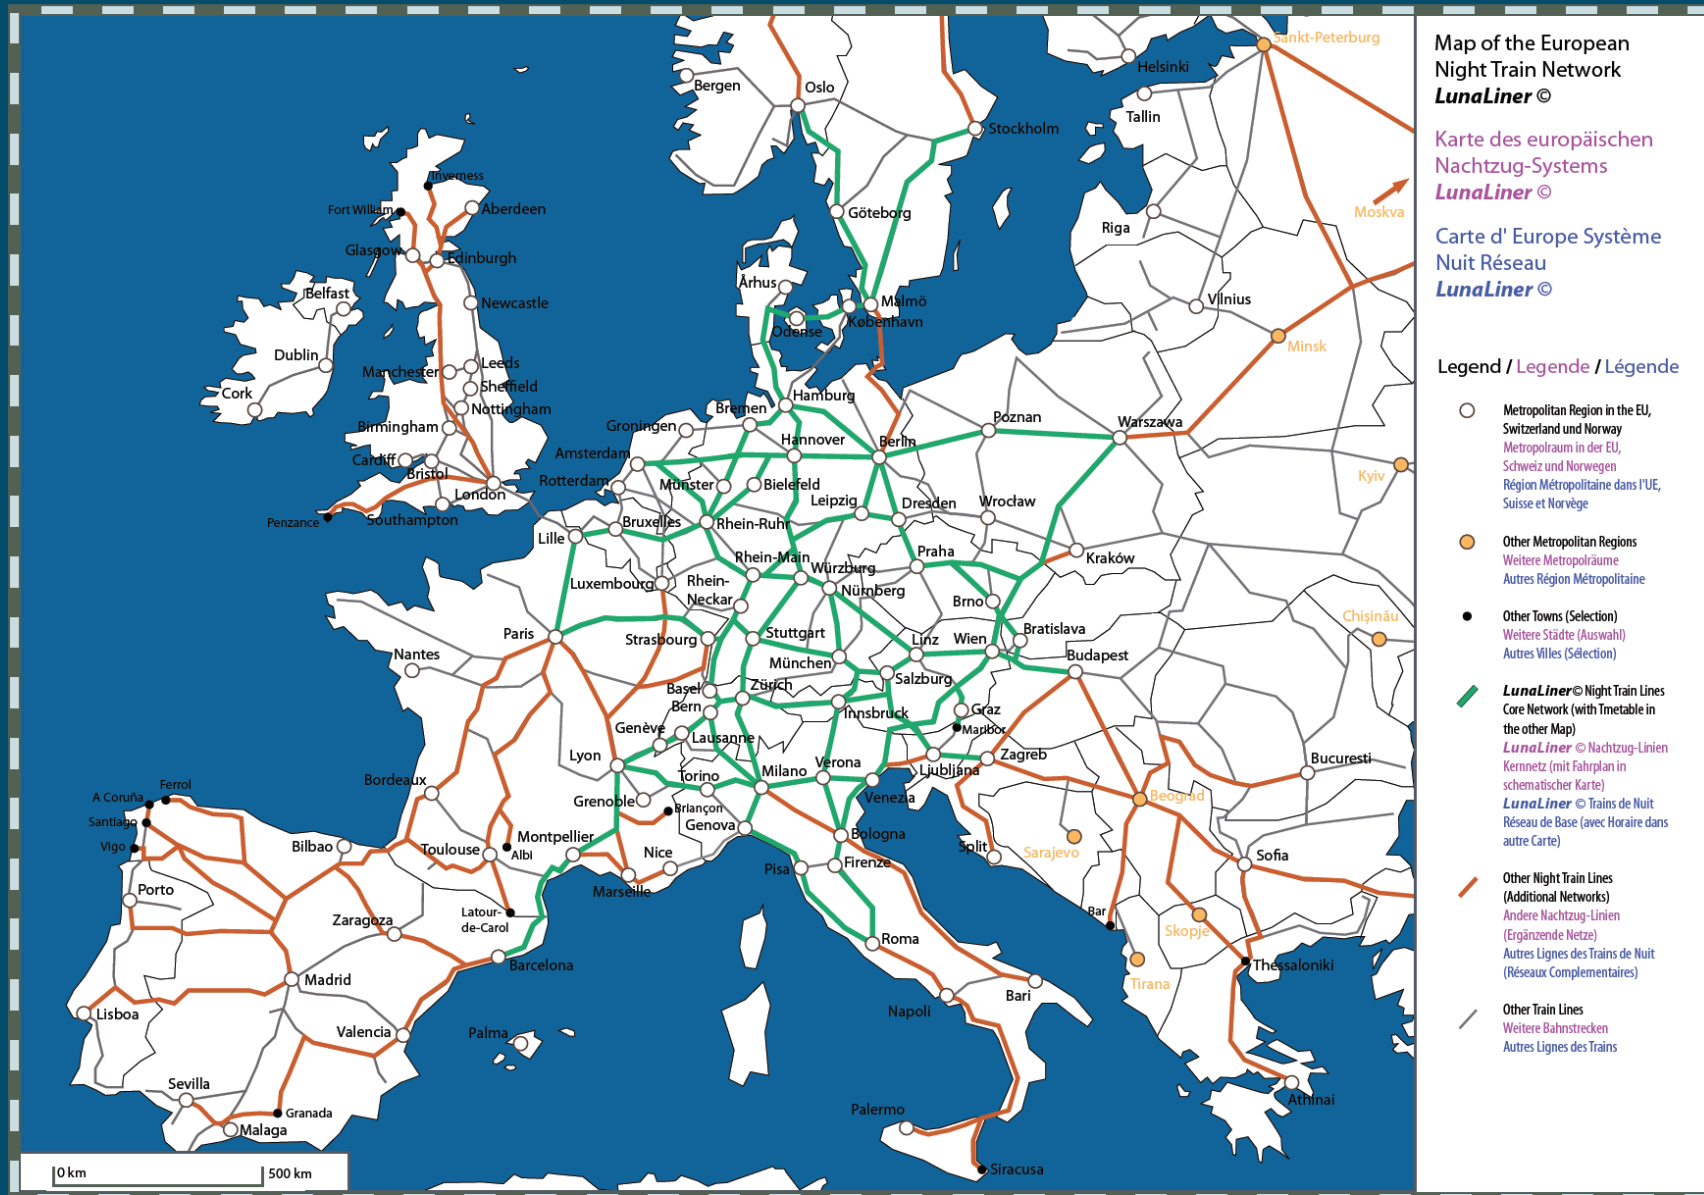 Map of the European
Night Train Network
LunaLiner ©
Karte des europäischen
Nachtzug-Systems
LunaLiner ©
Carte d' Europe Système
Nuit Réseau
LunaLiner ©
Legend / Legende / Légende
Metropolitan Region in the EU,
Switzerland und Norway
Metropolraum in der EU,
Schweiz und Norwegen
Région Métropolitaine dans l'UE,
Suisse et Norvège
Other Metropolitan Regions
Weitere Metropolräume
Autres Région Métropolitaine
Other Towns (Selection)
Weitere Städte (Auswahl)
Autres Villes (Sélection)
LunaLiner© Night Train Lines
Core Network (with Tmetable in
the other Map)
LunaLiner © Nachtzug-Linien
Kernnetz (mit Fahrplan in
schematischer Karte)
LunaLiner © Trains de Nuit
Réseau de Base (avec Horaire dans
autre Carte)
Other Night Train Lines
(Additional Networks)
Andere Nachtzug-Linien
(Ergänzende Netze)
Autres Lignes des Trains de Nuit
(Réseaux Complementaires)
Other Train Lines
Weitere Bahnstrecken
Autres Lignes des Trains
Sankt-Peterburg
Helsinki
Bergen
Oslo
Tallin
Stockholm
Inverness
Fort William
Aberdeen
Göteborg
Moskva
Riga
Glasgow
Edinburgh
Århus
Belfast
Newcastle
Malmö
Vilnius
København
Odense
Minsk
Dublin
Leeds
Manchester
Sheffield
Cork
Hamburg
Nottingham
Bremen
Poznan
Warszawa
Birmingham
Groningen
Hannover
Berlin
Amsterdam
Cardiff
Bristol
Kyiv
Rotterdam
Münster
Bielefeld
London
Leipzig
Dresden
Wrocław
Penzance
Southampton
Bruxelles
Rhein-Ruhr
Lille
Praha
Kraków
Rhein-Main
Würzburg
Luxembourg
Rhein-
Neckar
Nürnberg
Brno
Chişinău
Paris
Strasbourg
Stuttgart
Linz
Wien
Bratislava
Nantes
München
Budapest
Salzburg
Basel
Zürich
Bern
Innsbruck
Graz
Genève
Lausanne
Maribor
Lyon
Torino
Milano
Verona
Ljubljana
Zagreb
Bucuresti
Bordeaux
Ferrol
A Coruña
Grenoble
Briançon
Venezia
Beograd
Santiago
Genova
Bologna
Montpellier
Vigo
Bilbao
Toulouse
Albi
Nice
Split
Sarajevo
Sofia
Pisa
Firenze
Porto
Marseille
Latour-
de-Carol
Zaragoza
Bar
Skopje
Roma
Barcelona
Thessaloniki
Madrid
Tirana
Bari
Lisboa
Napoli
Valencia
Palma
Sevilla
Granada
Palermo
Athinai
Malaga
Siracusa
0 km
500 km